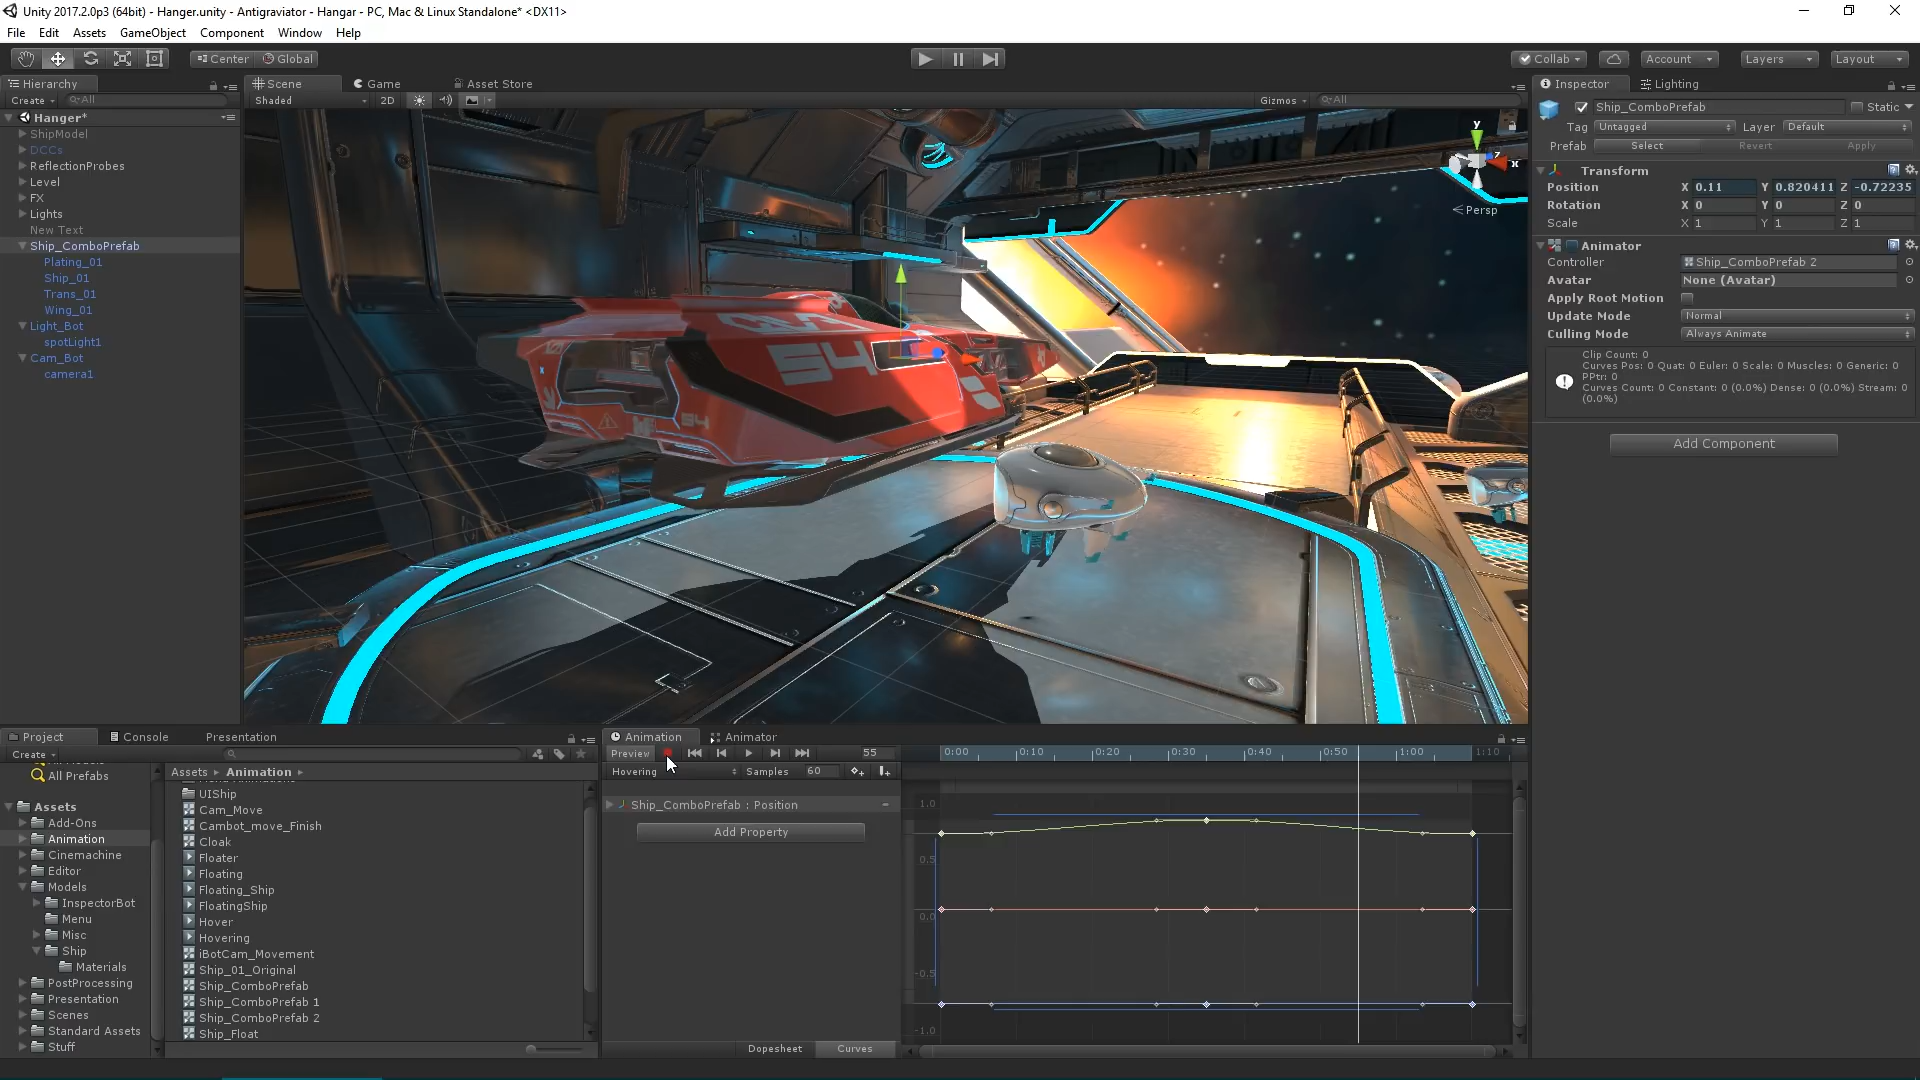 Unity 2017.2.0p3 (64bit) - Hanger.unity - Antigraviator - Hangar - PC, Mac & Linux Standalone* <DX11>
File Edit Assets GameObject Component Window Help
Center Global Collab Account Layers Layout
Hierarchy
Create All
Hanger*
ShipModel
DCCs
ReflectionProbes
Level
FX
Lights
New Text
Ship_ComboPrefab
Plating_01
Ship_01
Trans_01
Wing_01
Light_Bot
spotLight1
Cam_Bot
camera1
Scene Game Asset Store
Shaded 2D Gizmos All
y
z
x
Persp
54
54
Inspector Lighting
Ship_ComboPrefab Static
Tag Untagged Layer Default
Prefab Select Revert Apply
Transform
Position X 0.11 Y 0.820411 Z -0.72235
Rotation X 0 Y 0 Z 0
Scale X 1 Y 1 Z 1
Animator
Controller Ship_ComboPrefab 2
Avatar None (Avatar)
Apply Root Motion
Update Mode Normal
Culling Mode Always Animate
Clip Count: 0
Curves Pos: 0 Quat: 0 Euler: 0 Scale: 0 Muscles: 0 Generic: 0
PPtr: 0
Curves Count: 0 Constant: 0 (0.0%) Dense: 0 (0.0%) Stream: 0
(0.0%)
Add Component
Project Console Presentation
Create
All Prefabs
Assets
Add-Ons
Animation
Cinemachine
Editor
Models
InspectorBot
Menu
Misc
Ship
Materials
PostProcessing
Presentation
Scenes
Standard Assets
Stuff
Assets Animation
UIShip
Cam_Move
Cambot_move_Finish
Cloak
Floater
Floating
Floating_Ship
FloatingShip
Hover
Hovering
iBotCam_Movement
Ship_01_Original
Ship_ComboPrefab
Ship_ComboPrefab 1
Ship_ComboPrefab 2
Ship_Float
Animation Animator
Preview 55
Hovering Samples 60
Ship_ComboPrefab : Position
Add Property
Dopesheet Curves
0:00 0:10 0:20 0:30 0:40 0:50 1:00 1:10
1.0
0.5
0.0
-0.5
-1.0